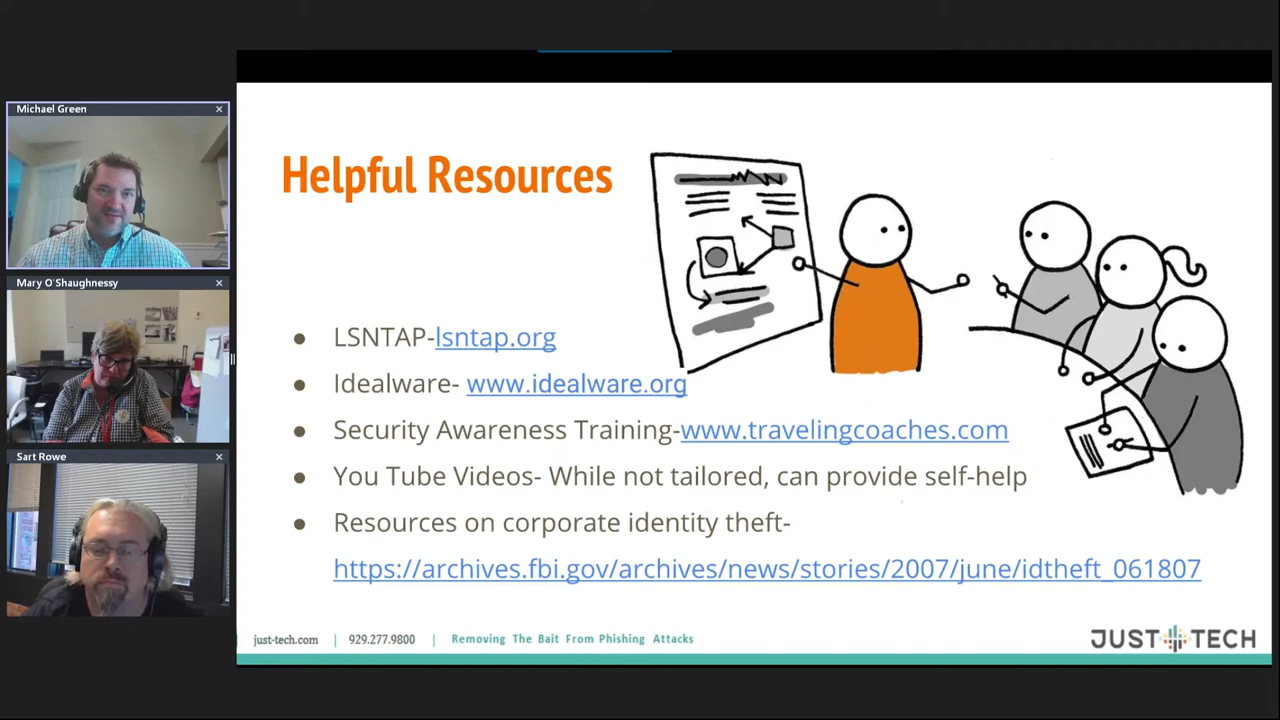 Michael Green
Mary O'Shaughnessy
Sart Rowe
Helpful Resources
● LSNTAP-lsntap.org
● Idealware- www.idealware.org
● Security Awareness Training-www.travelingcoaches.com
● You Tube Videos- While not tailored, can provide self-help
● Resources on corporate identity theft-
https://archives.fbi.gov/archives/news/stories/2007/june/idtheft_061807
just-tech.com | 929.277.9800 | Removing The Bait From Phishing Attacks
JUST TECH